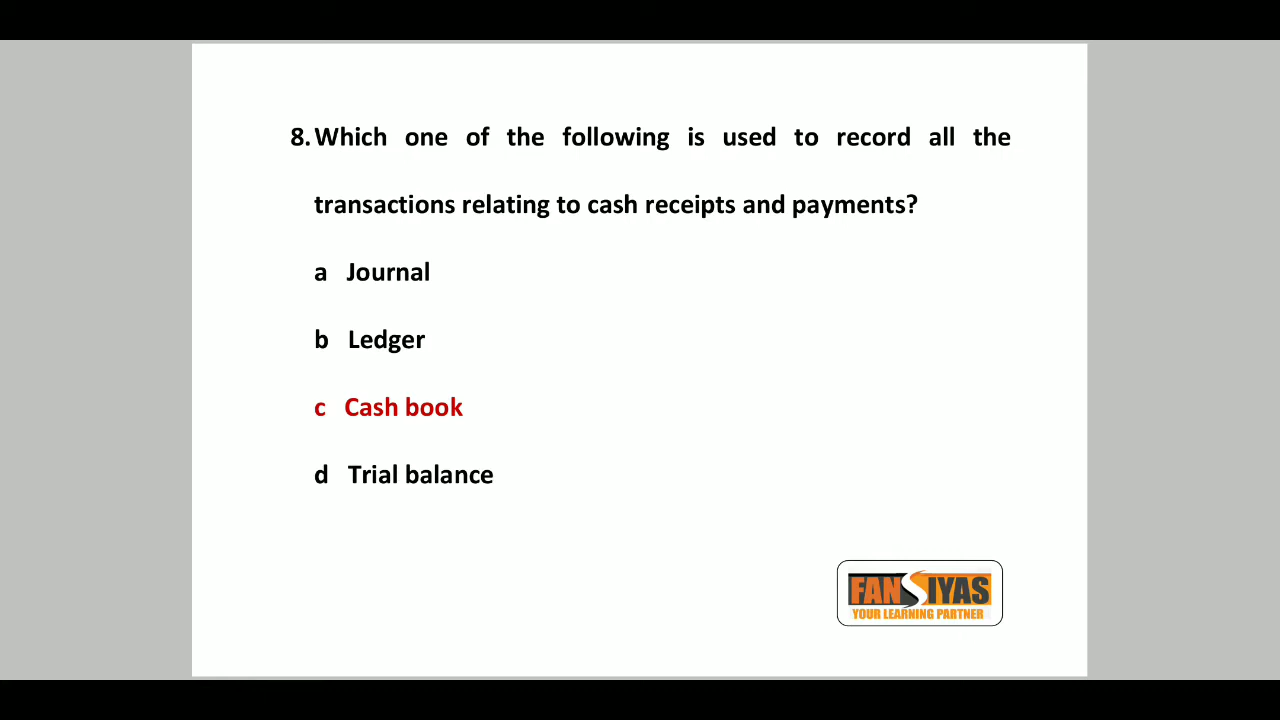 8. Which one of the following is used to record all the
transactions relating to cash receipts and payments?
a Journal
b Ledger
c Cash book
d Trial balance
FANSIYAS
YOUR LEARNING PARTNER